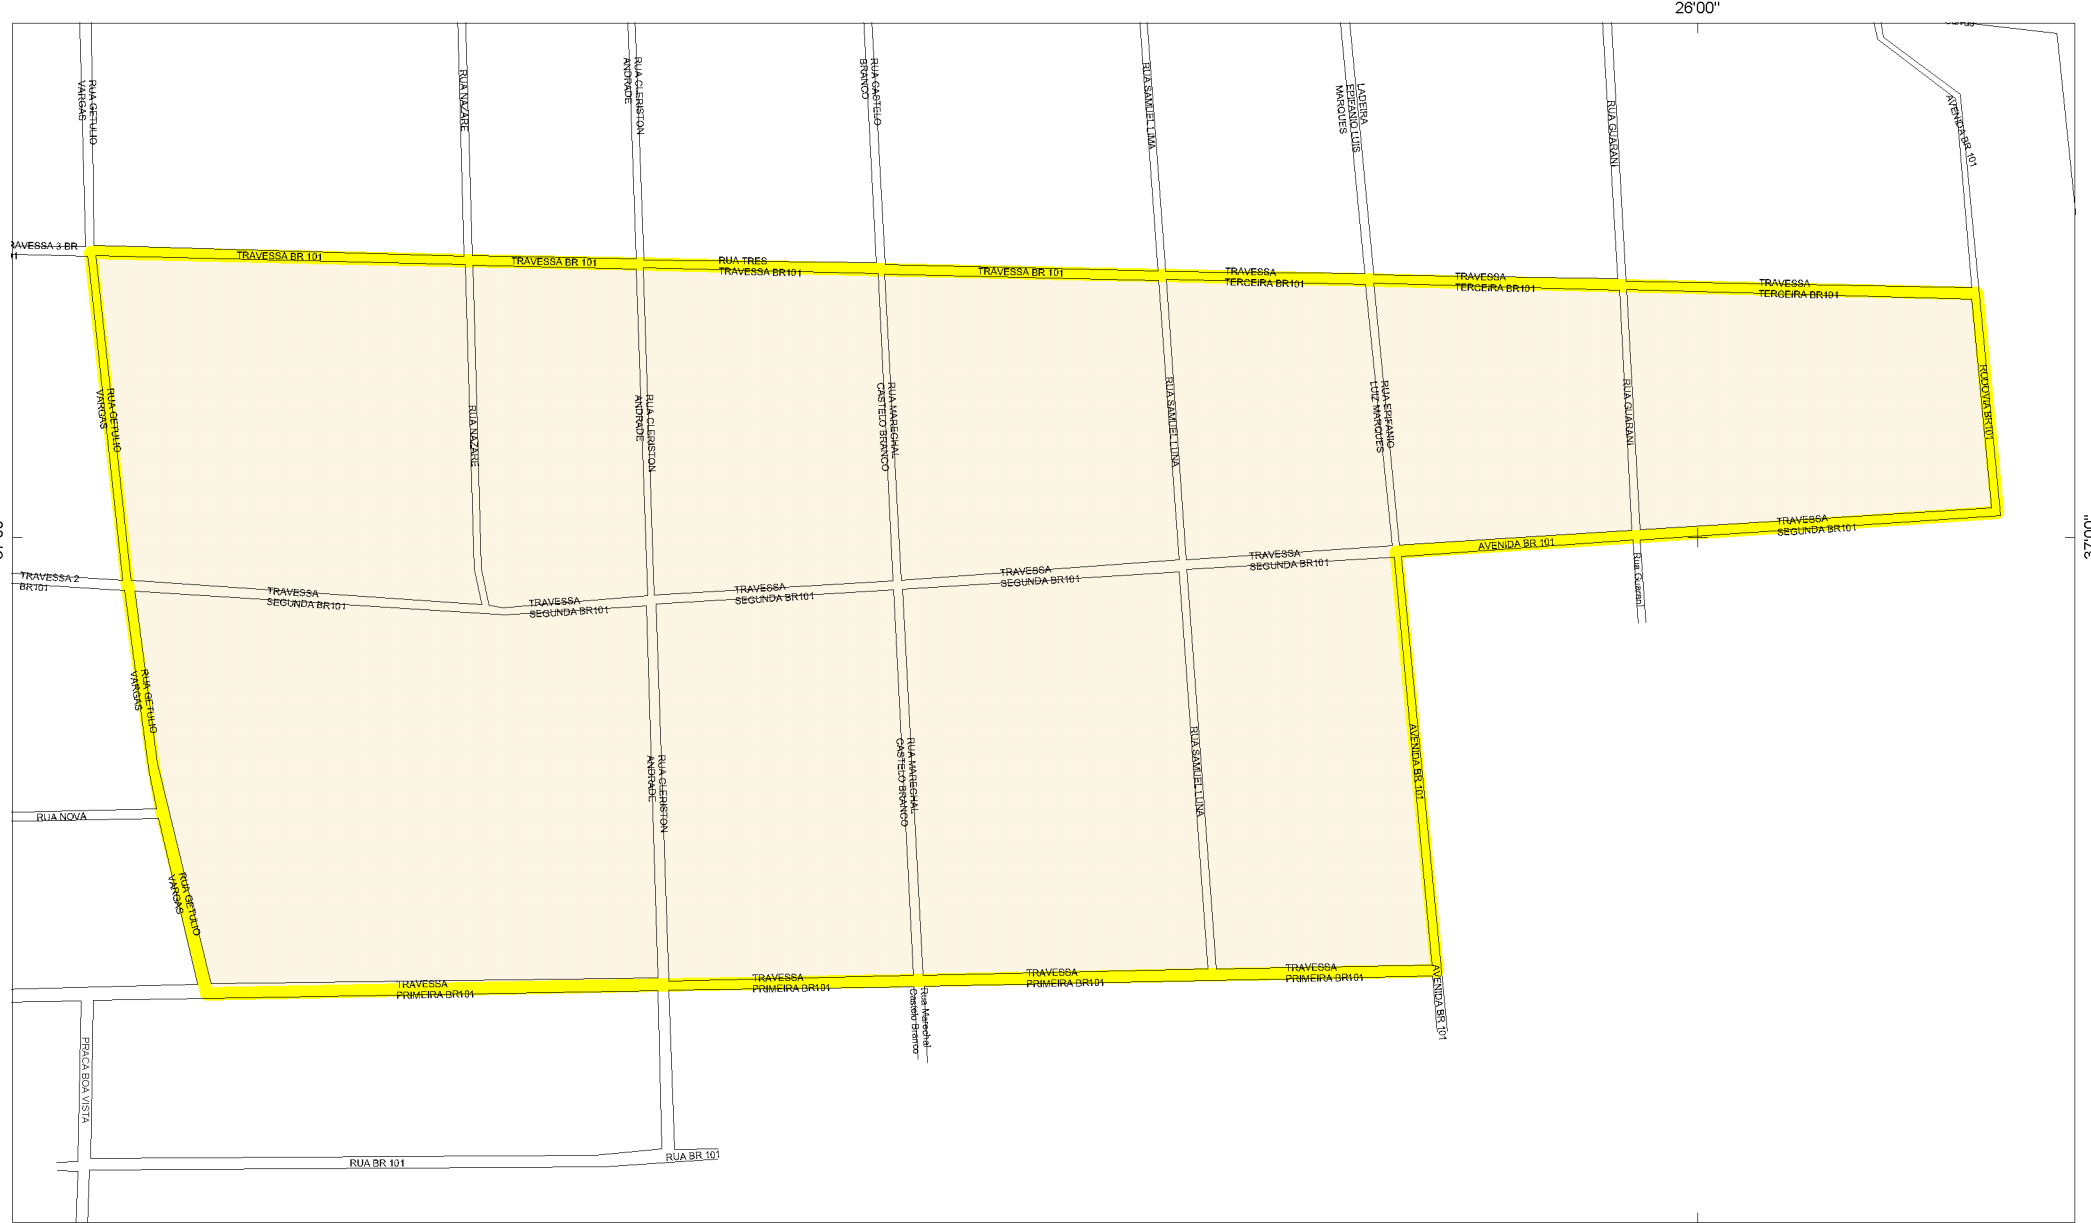 26'00"
RUA GETULIO
VARGAS
RUA NAZARE
RUA CLERISTON
ANDRADE
RUA CASTELO
BRANCO
RUA SAMUEL LIMA
LADEIRA
EPIFANIO LUIS
MARQUES
RUA GUARANI
AVENIDA BR 101
RAVESSA 3 BR
TRAVESSA BR 101
TRAVESSA BR 101
RUA TRES
TRAVESSA BR101
TRAVESSA BR 101
TRAVESSA
TERCEIRA BR101
TRAVESSA
TERCEIRA BR101
TRAVESSA
TERCEIRA BR101
RUA GETULIO
VARGAS
RUA NAZARE
RUA CLERISTON
ANDRADE
RUA MARECHAL
CASTELO BRANCO
RUA SAMUEL LUNA
RUA EPIFANIO
LUIZ MARQUES
RUA GUARANI
RODOVIA BR101
TRAVESSA 2
BR101
TRAVESSA
SEGUNDA BR101
TRAVESSA
SEGUNDA BR101
TRAVESSA
SEGUNDA BR101
TRAVESSA
SEGUNDA BR101
TRAVESSA
SEGUNDA BR101
AVENIDA BR 101
TRAVESSA
SEGUNDA BR101
37'00"
Rua Guarani
RUA GETULIO
VARGAS
RUA CLERISTON
ANDRADE
RUA MARECHAL
CASTELO BRANCO
RUA SAMUEL LUNA
AVENIDA BR 101
RUA NOVA
RUA GETULIO
VARGAS
TRAVESSA
PRIMEIRA BR101
TRAVESSA
PRIMEIRA BR101
TRAVESSA
PRIMEIRA BR101
TRAVESSA
PRIMEIRA BR101
Rua Marechal
Castelo Branco
AVENIDA BR 101
PRACA BOA VISTA
RUA BR 101
RUA BR 101